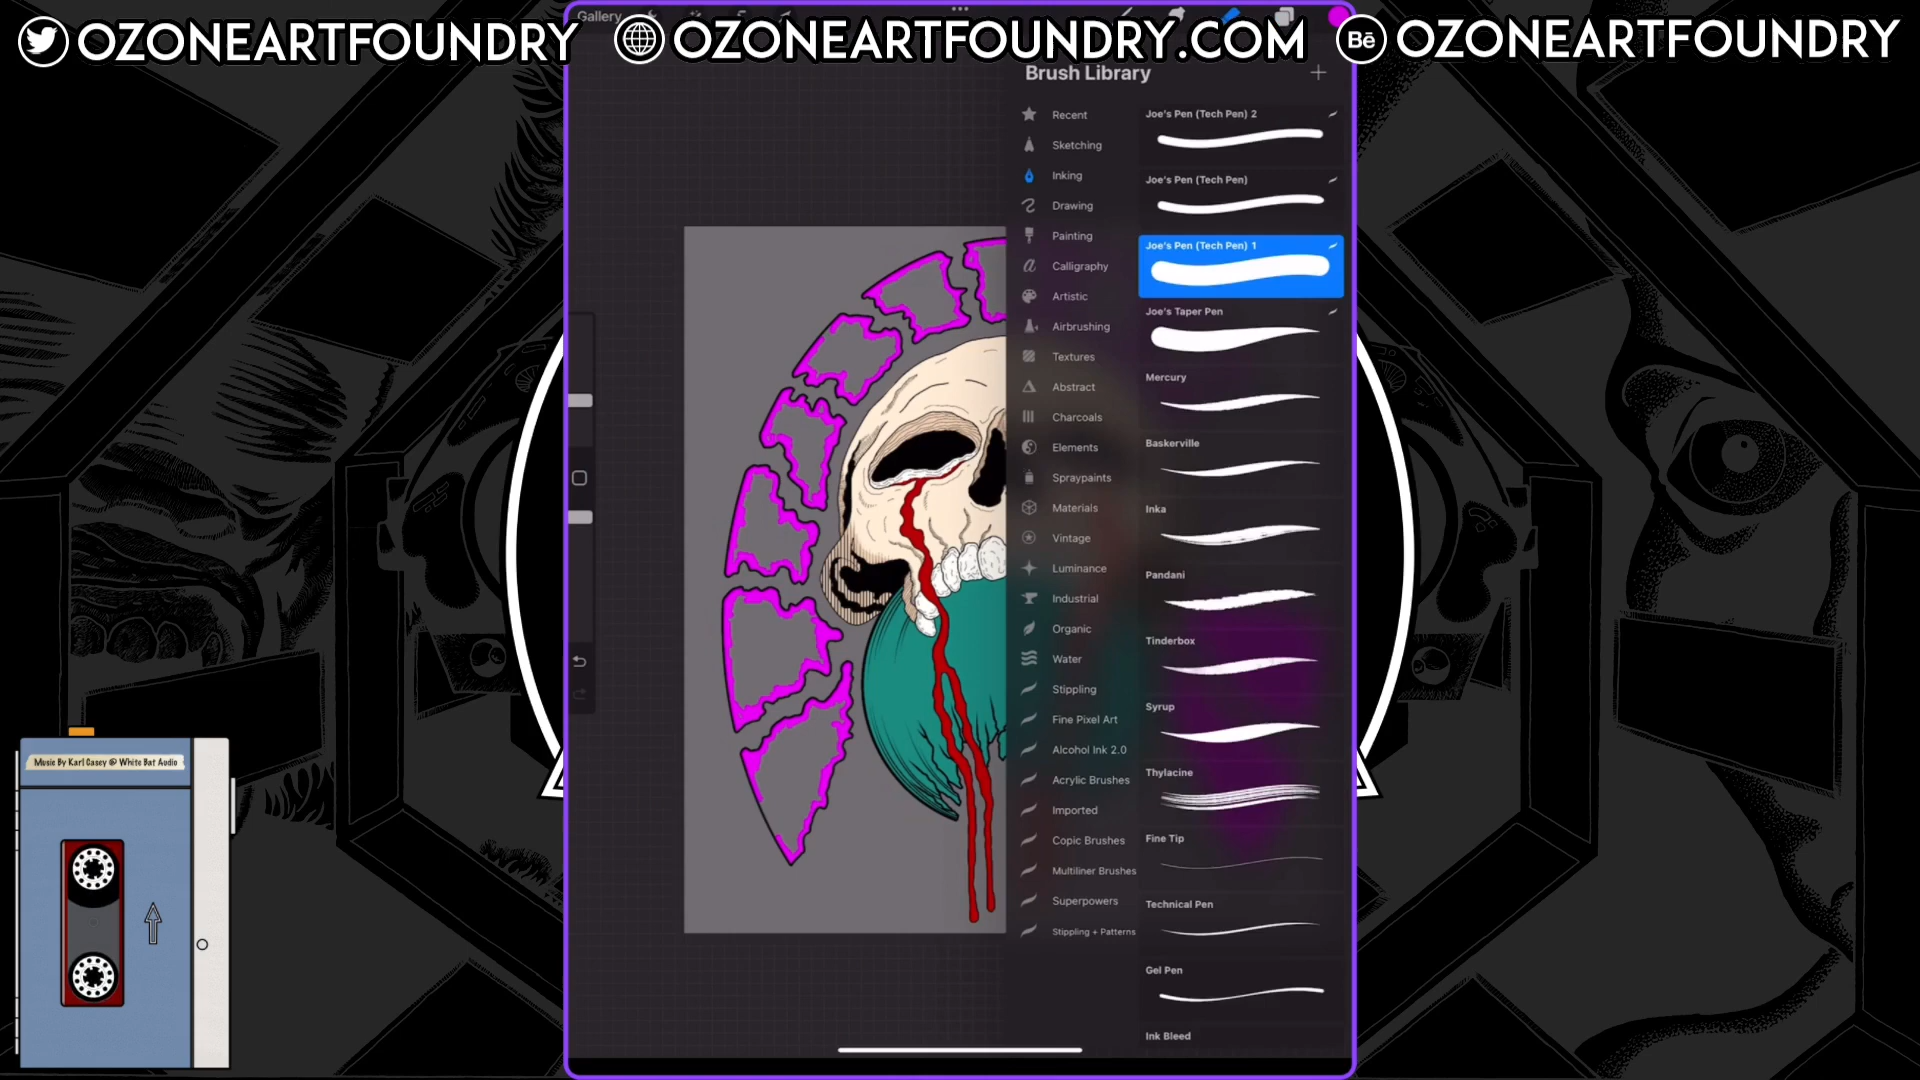 OZONEARTFOUNDRY
OZONEARTFOUNDRY.COM
Bē OZONEARTFOUNDRY
Gallery
Brush Library
Recent
Sketching
Inking
Drawing
Painting
Calligraphy
Artistic
Airbrushing
Textures
Abstract
Charcoals
Elements
Spraypaints
Materials
Vintage
Luminance
Industrial
Organic
Water
Stippling
Fine Pixel Art
Alcohol Ink 2.0
Acrylic Brushes
Imported
Copic Brushes
Multiliner Brushes
Superpowers
Stippling + Patterns
Joe's Pen (Tech Pen) 2
Joe's Pen (Tech Pen)
Joe's Pen (Tech Pen) 1
Joe's Taper Pen
Mercury
Baskerville
Inka
Pandani
Tinderbox
Syrup
Thylacine
Fine Tip
Technical Pen
Gel Pen
Ink Bleed
Music By Karl Casey @ White Bat Audio